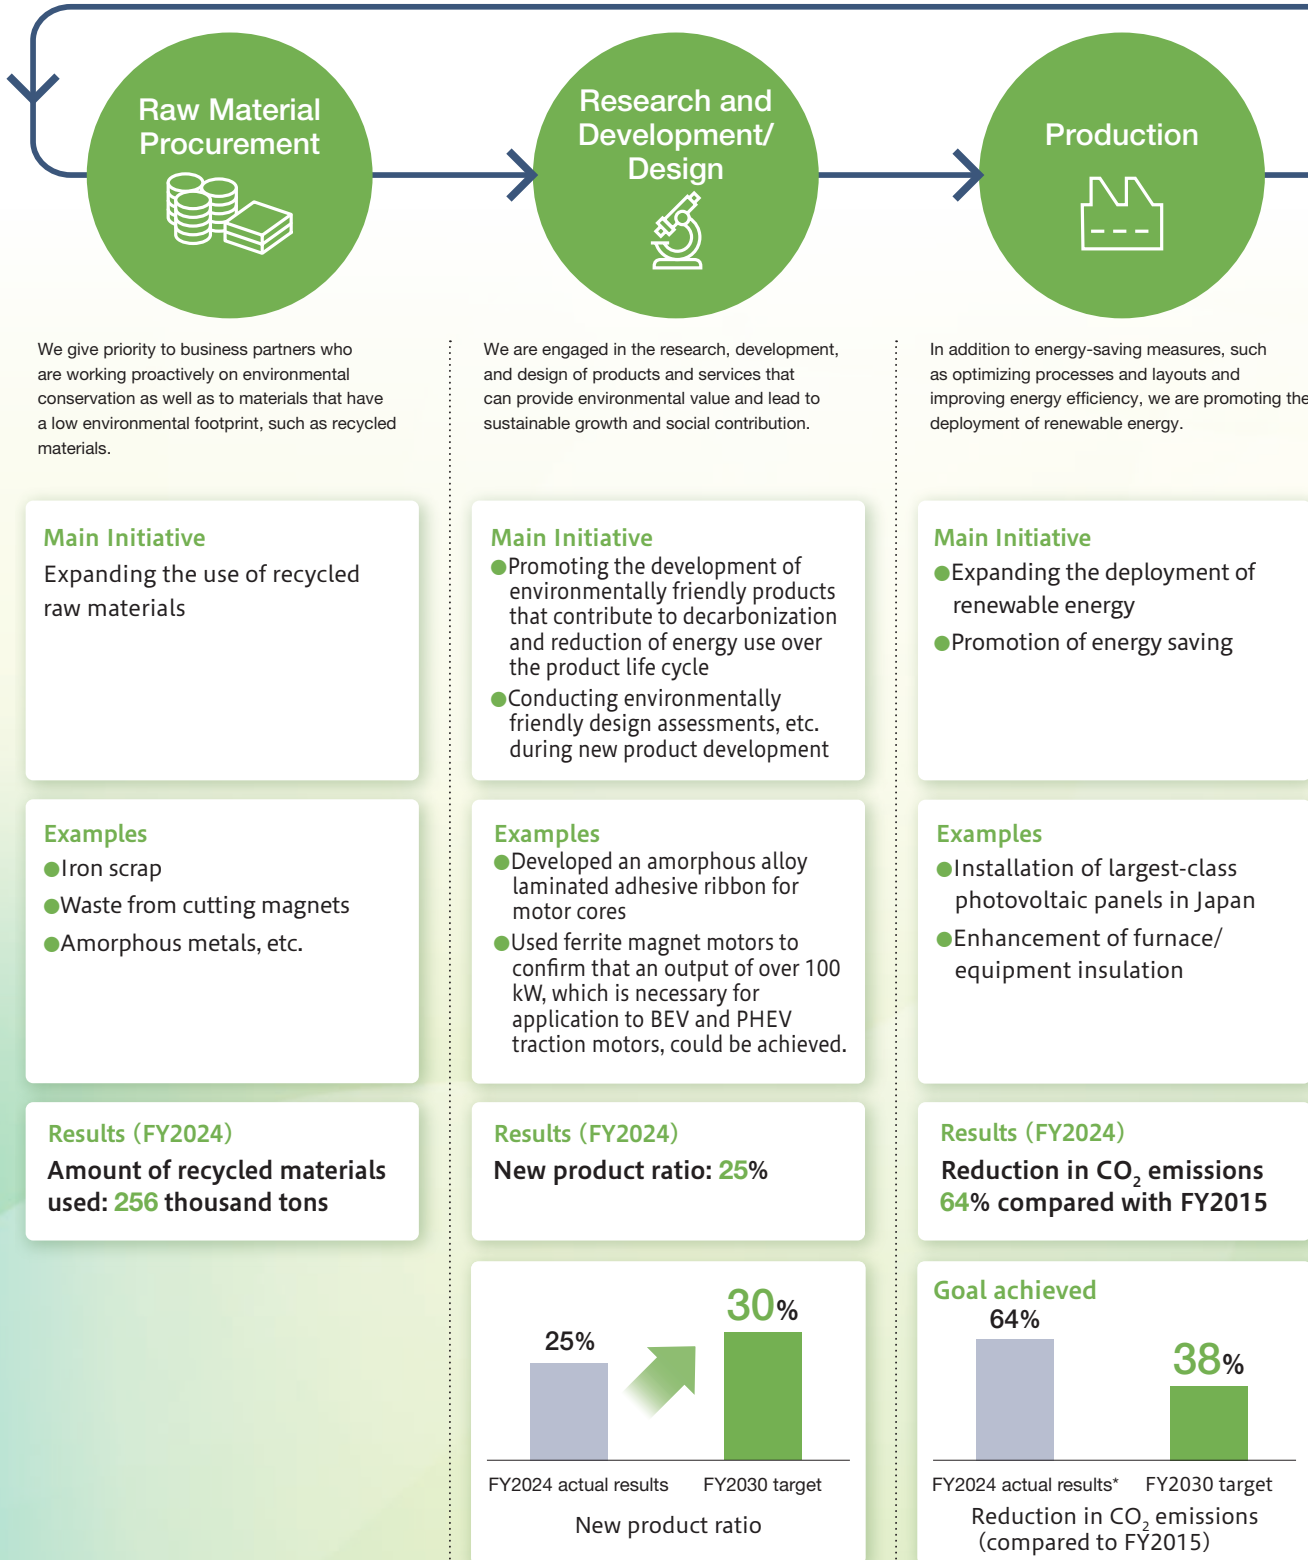 Raw Material
Procurement
We give priority to business partners who
are working proactively on environmental
conservation as well as to materials that have
a low environmental footprint, such as recycled
materials.
Main Initiative
Expanding the use of recycled
raw materials
Examples
●Iron scrap
●Waste from cutting magnets
●Amorphous metals, etc.
Results (FY2024)
Amount of recycled materials
used: 256 thousand tons
Research and
Development/
Design
We are engaged in the research, development,
and design of products and services that
can provide environmental value and lead to
sustainable growth and social contribution.
Main Initiative
●Promoting the development of
environmentally friendly products
that contribute to decarbonization
and reduction of energy use over
the product life cycle
●Conducting environmentally
friendly design assessments, etc.
during new product development
Examples
●Developed an amorphous alloy
laminated adhesive ribbon for
motor cores
●Used ferrite magnet motors to
confirm that an output of over 100
kW, which is necessary for
application to BEV and PHEV
traction motors, could be achieved.
Results (FY2024)
New product ratio: 25%
25%
30%
FY2024 actual results
FY2030 target
New product ratio
Production
In addition to energy-saving measures, such
as optimizing processes and layouts and
improving energy efficiency, we are promoting the
deployment of renewable energy.
Main Initiative
●Expanding the deployment of
renewable energy
●Promotion of energy saving
Examples
●Installation of largest-class
photovoltaic panels in Japan
●Enhancement of furnace/
equipment insulation
Results (FY2024)
Reduction in CO₂ emissions
64% compared with FY2015
Goal achieved
64%
38%
FY2024 actual results*
FY2030 target
Reduction in CO₂ emissions
(compared to FY2015)